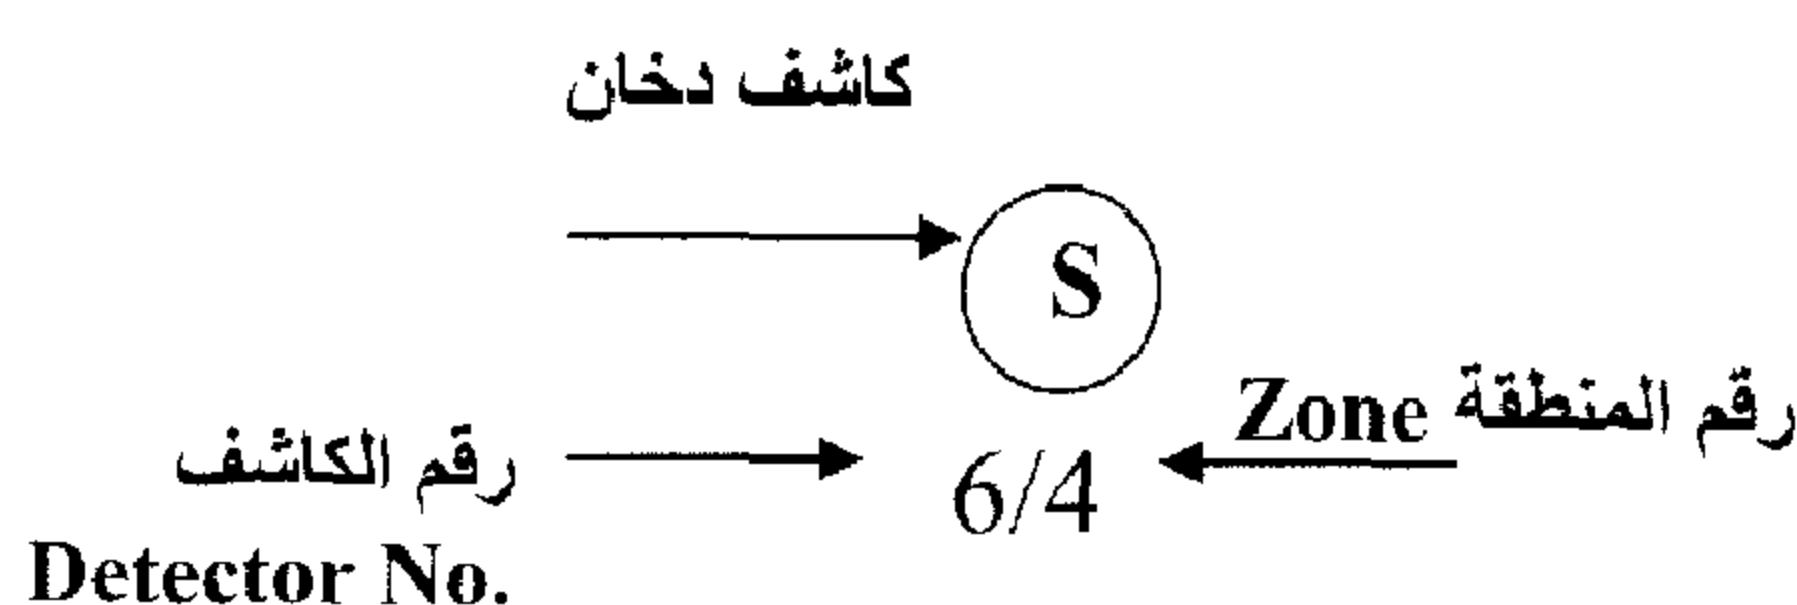 كاشف دخان
S
رقم المنطقة Zone
رقم الكاشف
6/4
Detector No.